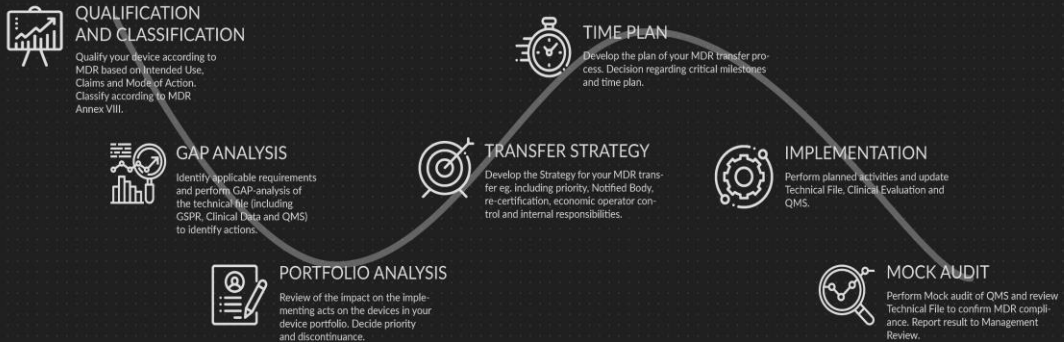 QUALIFICATION
AND CLASSIFICATION
Qualify your device according to
MDR based on Intended Use,
Claims and Mode of Action.
Classify according to MDR
Annex VIII.
GAP ANALYSIS
Identify applicable requirements
and perform GAP-analysis of
the technical file (including
GSPR, Clinical Data and QMS)
to identify actions.
PORTFOLIO ANALYSIS
Review of the impact on the imple-
menting acts on the devices in your
device portfolio. Decide priority
and discontinuance.
TRANSFER STRATEGY
Develop the Strategy for your MDR trans-
fer eg. including priority, Notified Body,
re-certification, economic operator con-
trol and internal responsibilities.
TIME PLAN
Develop the plan of your MDR transfer pro-
cess. Decision regarding critical milestones
and time plan.
IMPLEMENTATION
Perform planned activities and update
Technical File, Clinical Evaluation and
QMS.
MOCK AUDIT
Perform Mock audit of QMS and review
Technical File to confirm MDR compli-
ance. Report result to Management
Review.